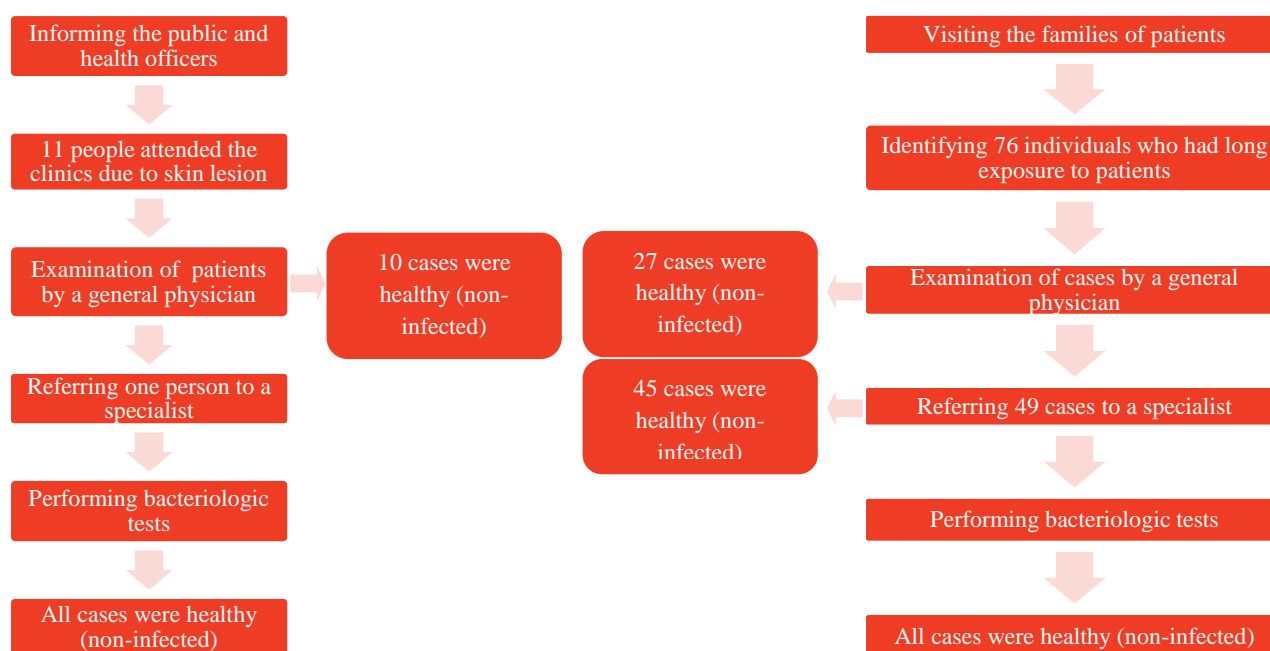 Informing the public and
health officers
11 people attended the
clinics due to skin lesion
Examination of  patients
by a general physician
10 cases were
healthy (non-
infected)
Referring one person to a
specialist
Performing bacteriologic
tests
All cases were healthy
(non-infected)
Visiting the families of patients
Identifying 76 individuals who had long
exposure to patients
Examination of cases by a general
physician
27 cases were
healthy (non-
infected)
Referring 49 cases to a specialist
45 cases were
healthy (non-
infected)
Performing bacteriologic tests
All cases were healthy (non-infected)